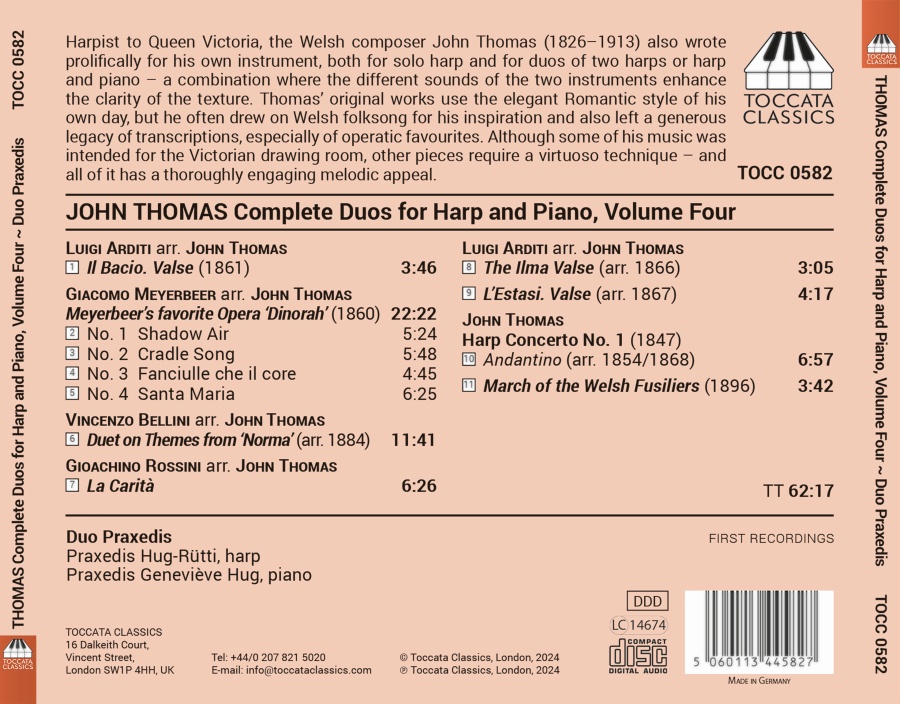 THOMAS Complete Duos for Harp and Piano, Volume Four ~ Duo Praxedis TOCC 0582
TOCCATA
CLASSICS
Harpist to Queen Victoria, the Welsh composer John Thomas (1826–1913) also wrote
prolifically for his own instrument, both for solo harp and for duos of two harps or harp
and piano – a combination where the different sounds of the two instruments enhance
the clarity of the texture. Thomas’ original works use the elegant Romantic style of his
own day, but he often drew on Welsh folksong for his inspiration and also left a generous
legacy of transcriptions, especially of operatic favourites. Although some of his music was
intended for the Victorian drawing room, other pieces require a virtuoso technique – and
all of it has a thoroughly engaging melodic appeal.
TOCCATA
CLASSICS
TOCC 0582
JOHN THOMAS Complete Duos for Harp and Piano, Volume Four
LUIGI ARDITI arr. JOHN THOMAS
1 Il Bacio. Valse (1861) 3:46
GIACOMO MEYERBEER arr. JOHN THOMAS
Meyerbeer’s favorite Opera ‘Dinorah’ (1860) 22:22
2 No. 1 Shadow Air 5:24
3 No. 2 Cradle Song 5:48
4 No. 3 Fanciulle che il core 4:45
5 No. 4 Santa Maria 6:25
VINCENZO BELLINI arr. JOHN THOMAS
6 Duet on Themes from ‘Norma’ (arr. 1884) 11:41
GIOACHINO ROSSINI arr. JOHN THOMAS
7 La Carità 6:26
LUIGI ARDITI arr. JOHN THOMAS
8 The Ilma Valse (arr. 1866) 3:05
9 L’Estasi. Valse (arr. 1867) 4:17
JOHN THOMAS
Harp Concerto No. 1 (1847)
10 Andantino (arr. 1854/1868) 6:57
11 March of the Welsh Fusiliers (1896) 3:42
TT 62:17
Duo Praxedis
Praxedis Hug-Rütti, harp
Praxedis Geneviève Hug, piano
FIRST RECORDINGS
TOCCATA CLASSICS
16 Dalkeith Court,
Vincent Street,
London SW1P 4HH, UK
Tel: +44/0 207 821 5020
E-mail: info@toccataclassics.com
© Toccata Classics, London, 2024
℗ Toccata Classics, London, 2024
DDD
LC 14674
COMPACT
disc
DIGITAL AUDIO
5 060113 445827
MADE IN GERMANY
TOCCATA
CLASSICS
THOMAS Complete Duos for Harp and Piano, Volume Four ~ Duo Praxedis TOCC 0582